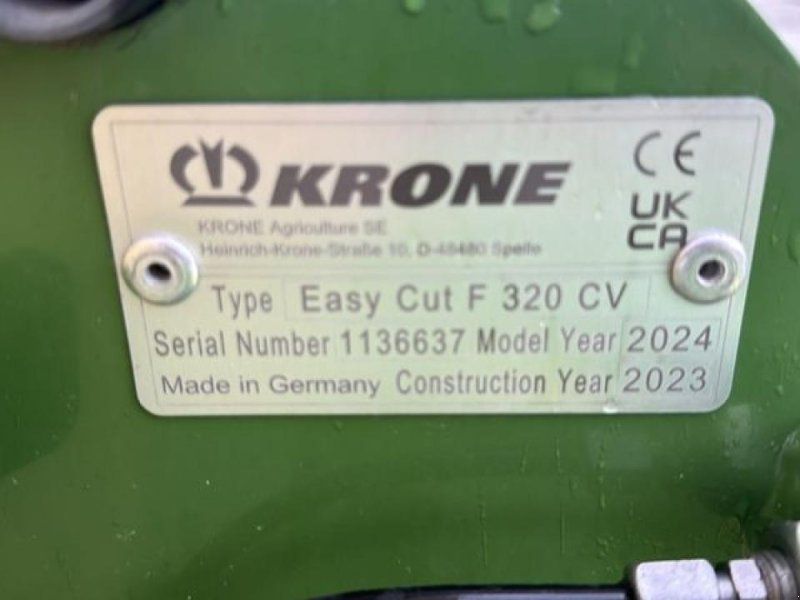 KRONE
CE
UK
CA
KRONE Agriculture SE
Heinrich-Krone-Straße 10, D-48480 Spelle
Type Easy Cut F 320 CV
Serial Number 1136637 Model Year 2024
Made in Germany Construction Year 2023